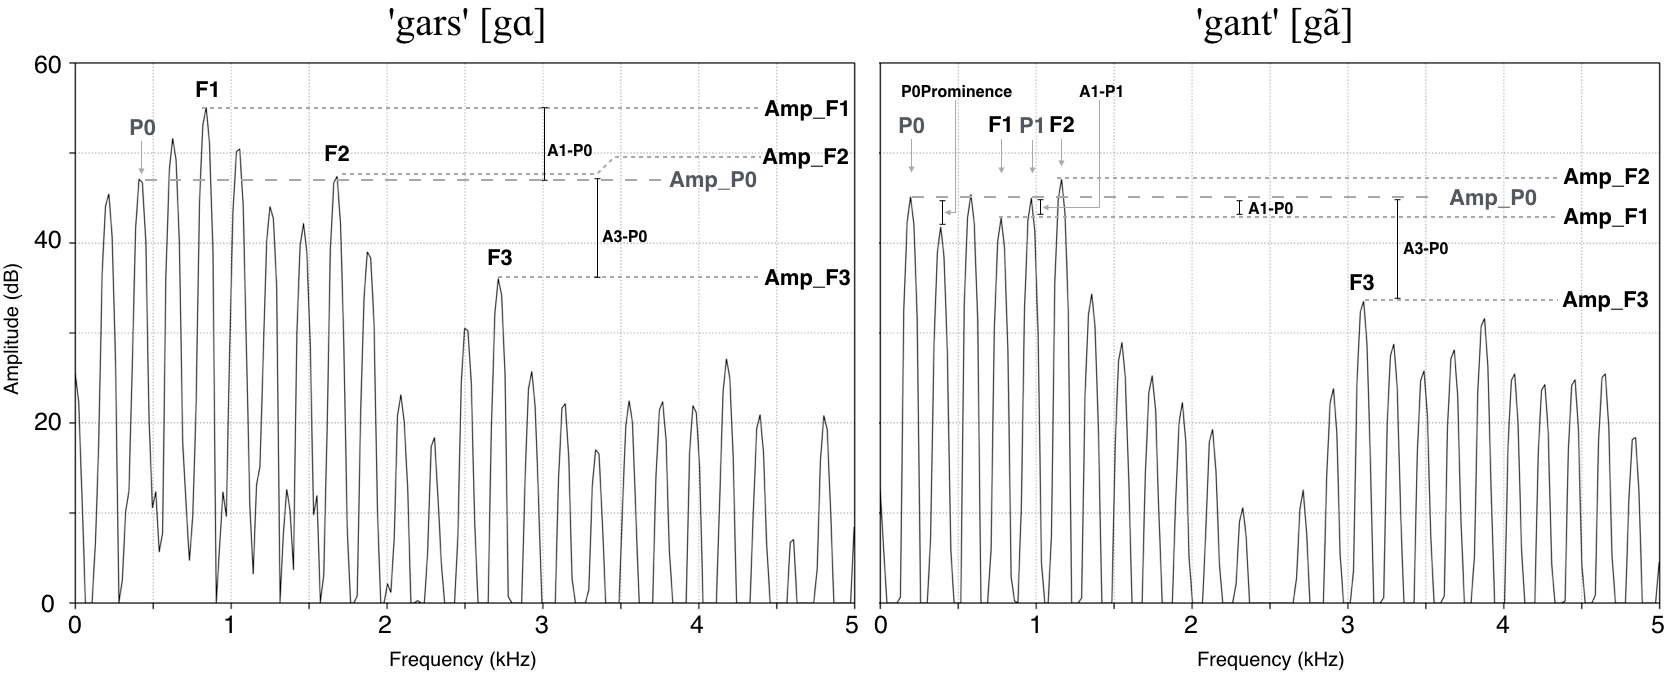 'gars' [gɑ]
'gant' [gã]
60
40
20
0
Amplitude (dB)
P0
F1
F2
F3
A1-P0
A3-P0
Amp_F1
Amp_F2
Amp_P0
Amp_F3
0 1 2 3 4 5
Frequency (kHz)
P0Prominence
A1-P1
P0
F1
P1
F2
F3
A1-P0
A3-P0
Amp_F2
Amp_P0
Amp_F1
Amp_F3
0 1 2 3 4 5
Frequency (kHz)